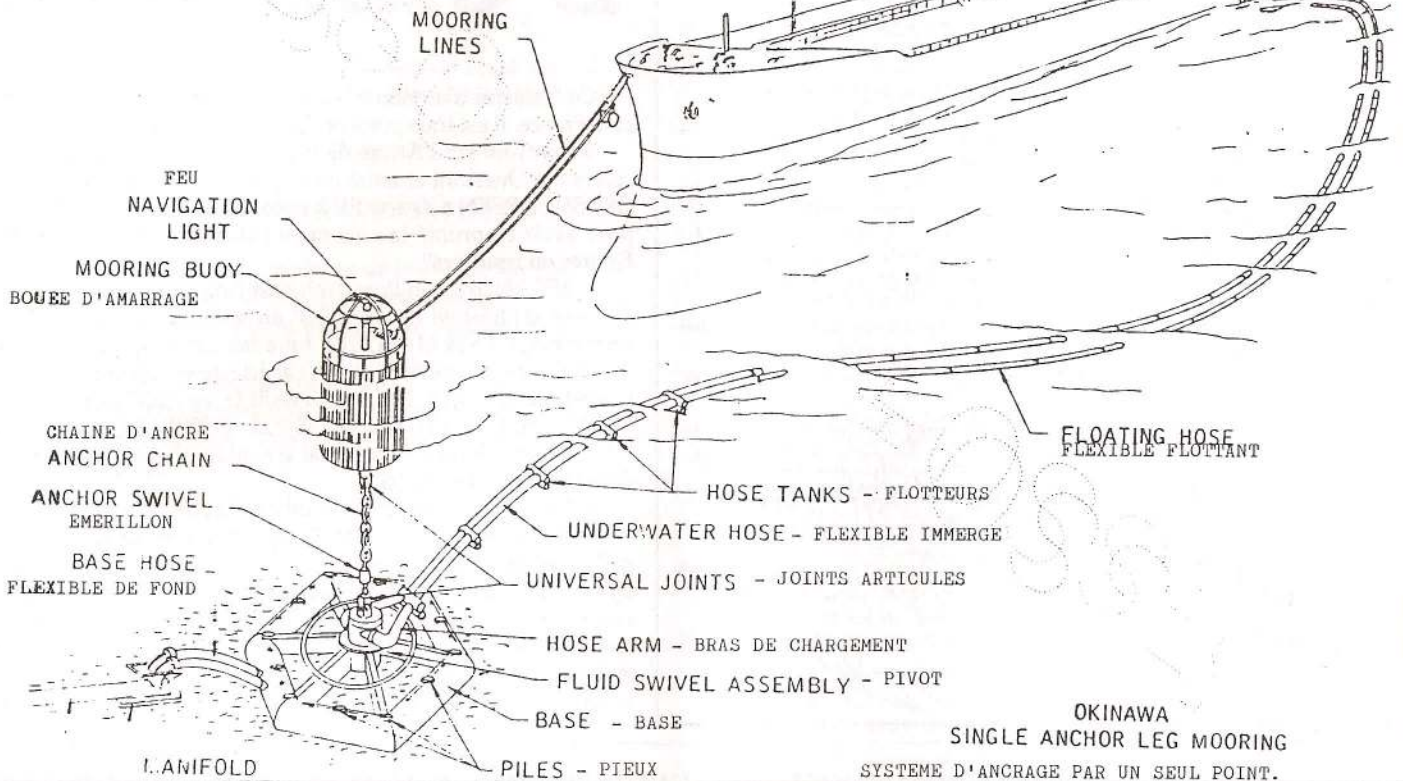 MOORING
LINES
FEU
NAVIGATION
LIGHT
MOORING BUOY
BOUEE D'AMARRAGE
CHAINE D'ANCRE
ANCHOR CHAIN
ANCHOR SWIVEL
EMERILLON
BASE HOSE
FLEXIBLE DE FOND
FLOATING HOSE
FLEXIBLE FLOTTANT
HOSE TANKS - FLOTTEURS
UNDERWATER HOSE - FLEXIBLE IMMERGE
UNIVERSAL JOINTS - JOINTS ARTICULES
HOSE ARM - BRAS DE CHARGEMENT
FLUID SWIVEL ASSEMBLY - PIVOT
BASE - BASE
PILES - PIEUX
MANIFOLD
OKINAWA
SINGLE ANCHOR LEG MOORING
SYSTEME D'ANCRAGE PAR UN SEUL POINT.